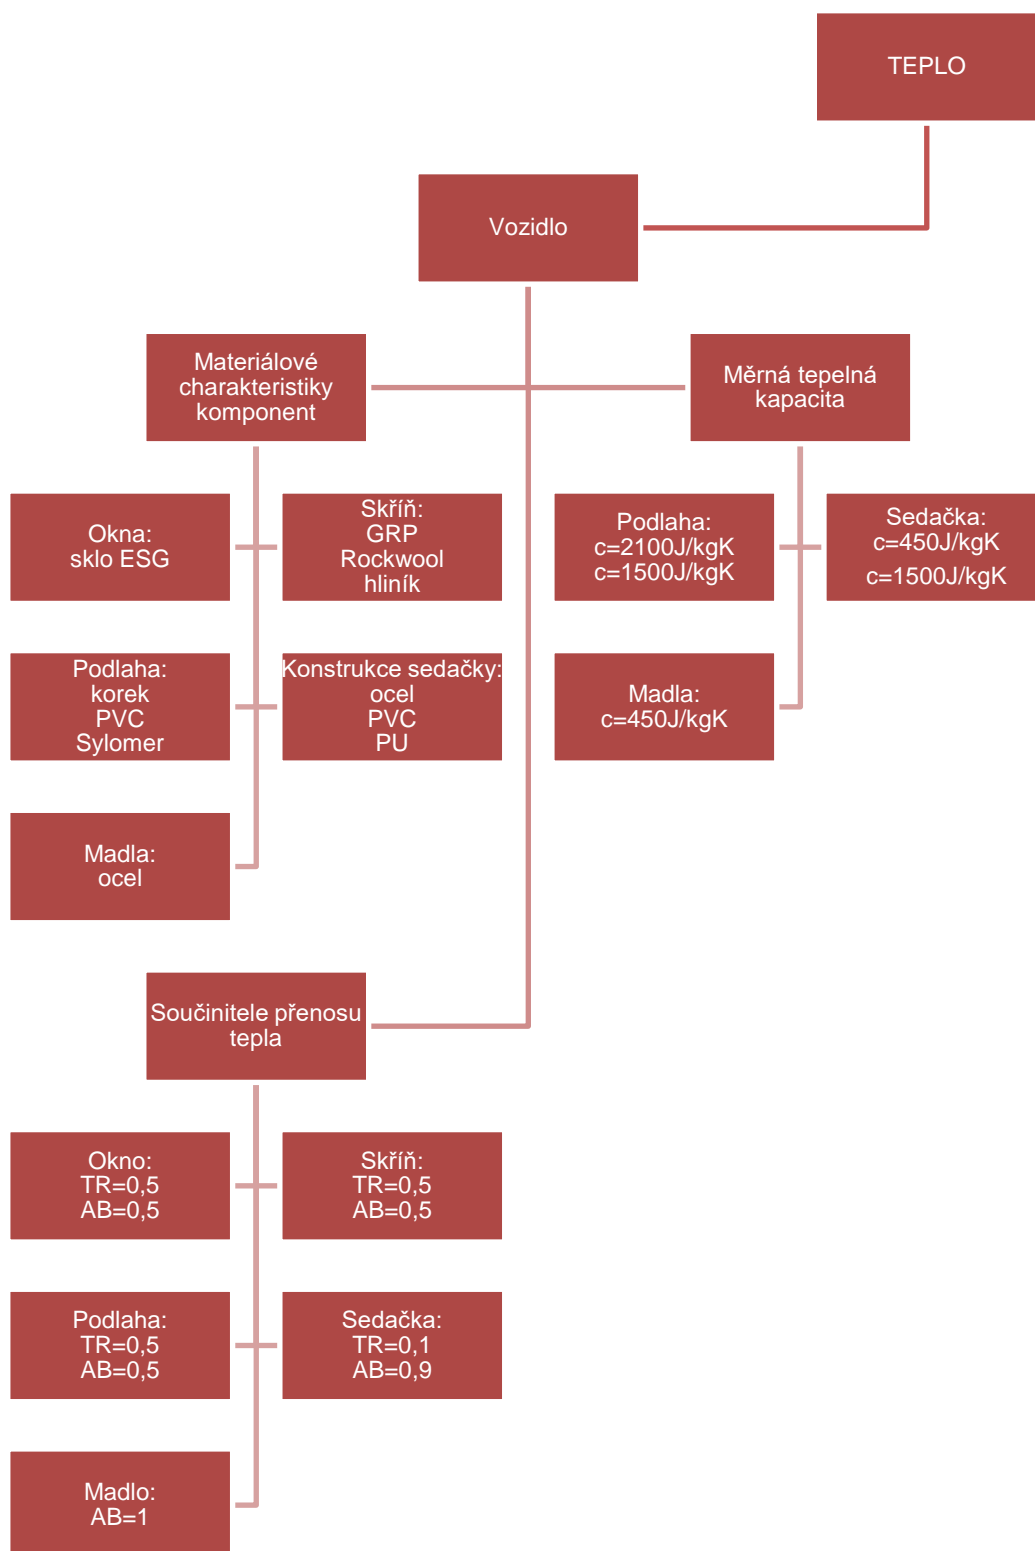 TEPLO
Vozidlo
Materiálové
charakteristiky
komponent
Měrná tepelná
kapacita
Okna:
sklo ESG
Skříň:
GRP
Rockwool
hliník
Podlaha:
c=2100J/kgK
c=1500J/kgK
Sedačka:
c=450J/kgK
c=1500J/kgK
Podlaha:
korek
PVC
Sylomer
Konstrukce sedačky:
ocel
PVC
PU
Madla:
c=450J/kgK
Madla:
ocel
Součinitele přenosu
tepla
Okno:
TR=0,5
AB=0,5
Skříň:
TR=0,5
AB=0,5
Podlaha:
TR=0,5
AB=0,5
Sedačka:
TR=0,1
AB=0,9
Madlo:
AB=1